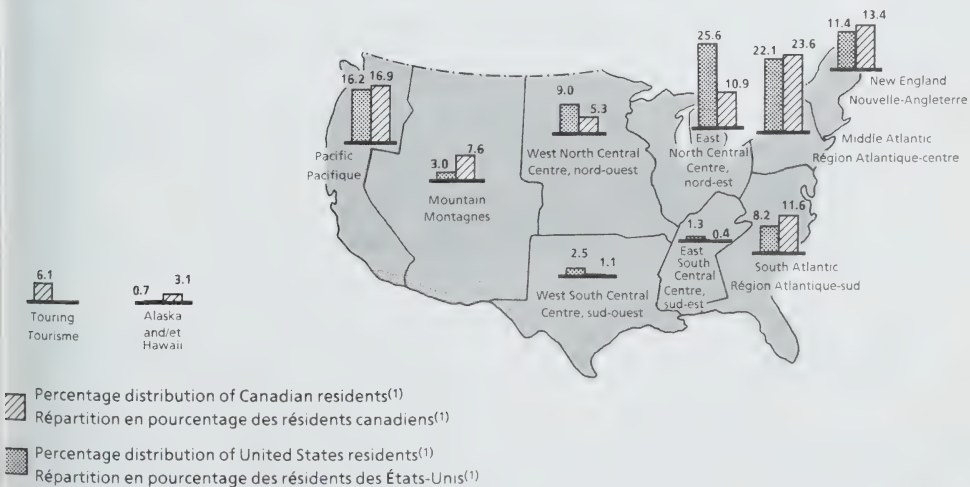 11.4
13.4
New England
Nouvelle-Angleterre
25.6
10.9
East
North Central
Centre,
nord-est
22.1
23.6
Middle Atlantic
Région Atlantique-centre
16.2
16.9
Pacific
Pacifique
9.0
5.3
West North Central
Centre, nord-ouest
3.0
7.6
Mountain
Montagnes
8.2
11.6
South Atlantic
Région Atlantique-sud
1.3
0.4
East
South
Central
Centre,
sud-est
2.5
1.1
West South Central
Centre, sud-ouest
6.1
Touring
Tourisme
0.7
3.1
Alaska
and/et
Hawaii
Percentage distribution of Canadian residents(1)
Répartition en pourcentage des résidents canadiens(1)
Percentage distribution of United States residents(1)
Répartition en pourcentage des résidents des États-Unis(1)